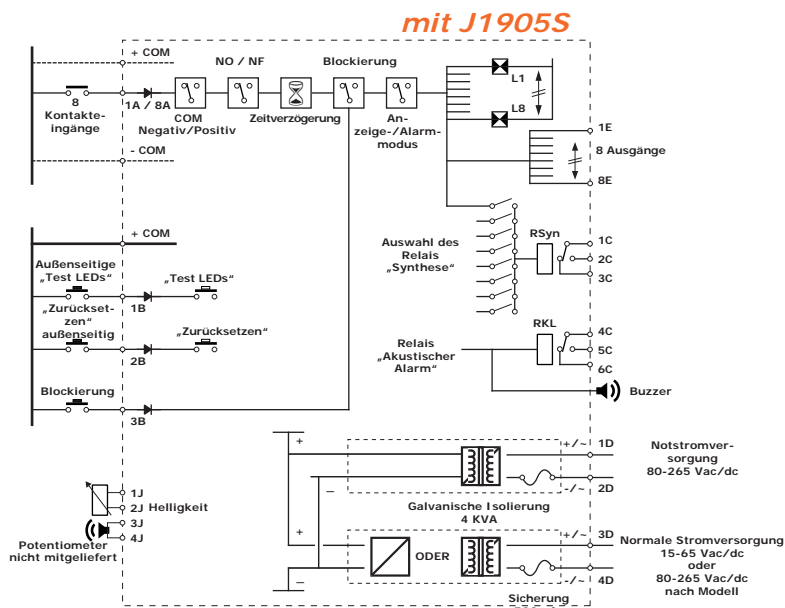 mit J1905S
+ COM
NO / NF
Blockierung
L1
8
Kontakte-
eingänge
1A / 8A
COM
Negativ/Positiv
Zeitverzögerung
An-
zeige-/Alarm-
modus
L8
- COM
1E
8 Ausgänge
8E
+ COM
Außenseitige
„Test LEDs“
„Test LEDs“
1B
„Zurückset-
zen“
außenseitig
„Zurücksetzen“
2B
Blockierung
3B
Auswahl des
Relais
„Synthese“
RSyn
1C
2C
3C
Relais
„Akustischer
Alarm“
RKL
4C
5C
6C
Buzzer
+
–
+/~
1D
-/~
2D
Notstromver-
sorgung
80-265 Vac/dc
Galvanische Isolierung
4 KVA
1J
2J
Helligkeit
3J
4J
Potentiometer
nicht mitgeliefert
+
–
ODER
+/~
3D
-/~
4D
Sicherung
Normale Stromversorgung
15-65 Vac/dc
oder
80-265 Vac/dc
nach Modell